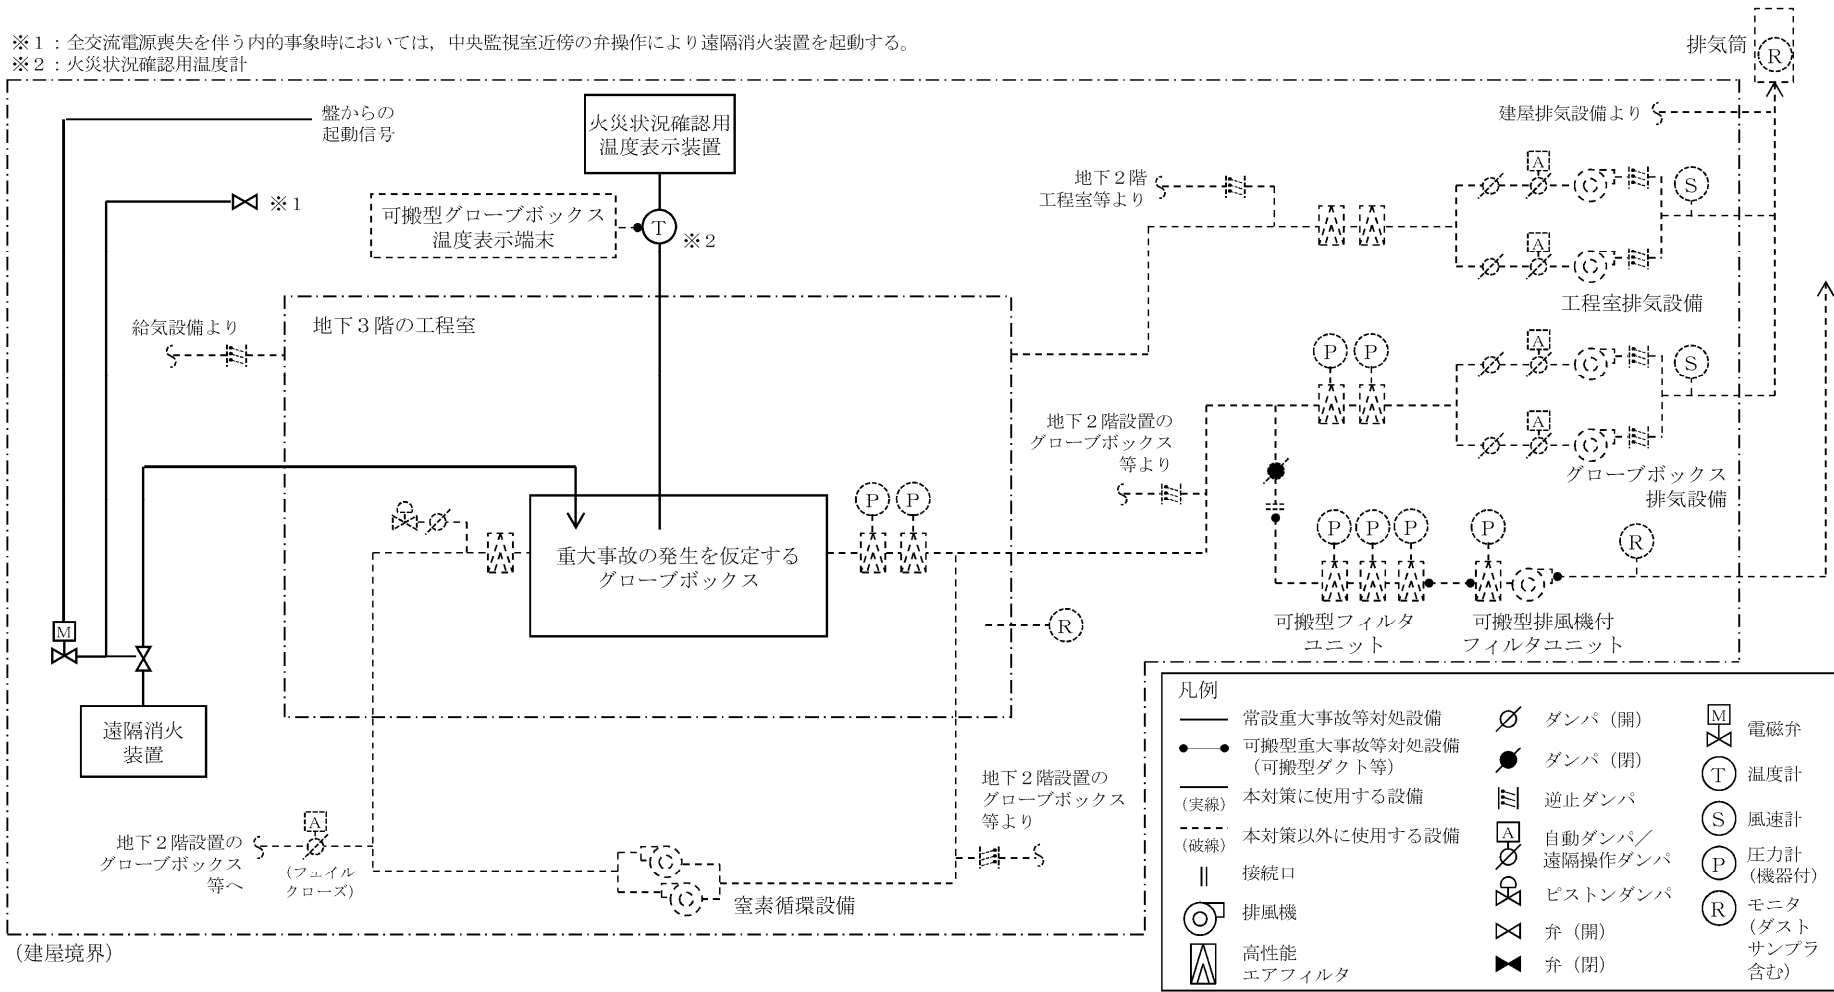 ※1：全交流電源喪失を伴う内的事象時においては，中央監視室近傍の弁操作により遠隔消火装置を起動する。
※2：火災状況確認用温度計
排気筒
R
盤からの
起動信号
火災状況確認用
温度表示装置
建屋排気設備より
※1
可搬型グローブボックス
温度表示端末
T
※2
地下2階
工程室等より
A
S
A
工程室排気設備
給気設備より
地下3階の工程室
P
P
A
S
A
地下2階設置の
グローブボックス
等より
グローブボックス
排気設備
P
P
重大事故の発生を仮定する
グローブボックス
P
P
P
P
R
可搬型フィルタ
ユニット
可搬型排風機付
フィルタユニット
R
M
遠隔消火
装置
地下2階設置の
グローブボックス
等へ
A
(フェイル
クローズ)
窒素循環設備
地下2階設置の
グローブボックス
等より
(建屋境界)
凡例
常設重大事故等対処設備
可搬型重大事故等対処設備
(可搬型ダクト等)
(実線)
本対策に使用する設備
(破線)
本対策以外に使用する設備
接続口
排風機
高性能
エアフィルタ
ダンパ (開)
ダンパ (閉)
逆止ダンパ
A
自動ダンパ／
遠隔操作ダンパ
ピストンダンパ
弁 (開)
弁 (閉)
M
電磁弁
T
温度計
S
風速計
P
圧力計
(機器付)
R
モニタ
(ダスト
サンプラ
含む)